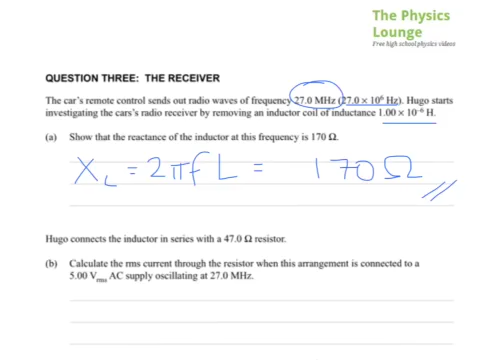 The Physics
Lounge
Free high school physics videos
QUESTION THREE: THE RECEIVER
The car's remote control sends out radio waves of frequency 27.0 MHz (27.0 × 10⁶ Hz). Hugo starts
investigating the cars's radio receiver by removing an inductor coil of inductance 1.00 × 10⁻⁶ H.
(a) Show that the reactance of the inductor at this frequency is 170 Ω.
X_L = 2πfL = 170Ω
Hugo connects the inductor in series with a 47.0 Ω resistor.
(b) Calculate the rms current through the resistor when this arrangement is connected to a
5.00 V_rms AC supply oscillating at 27.0 MHz.